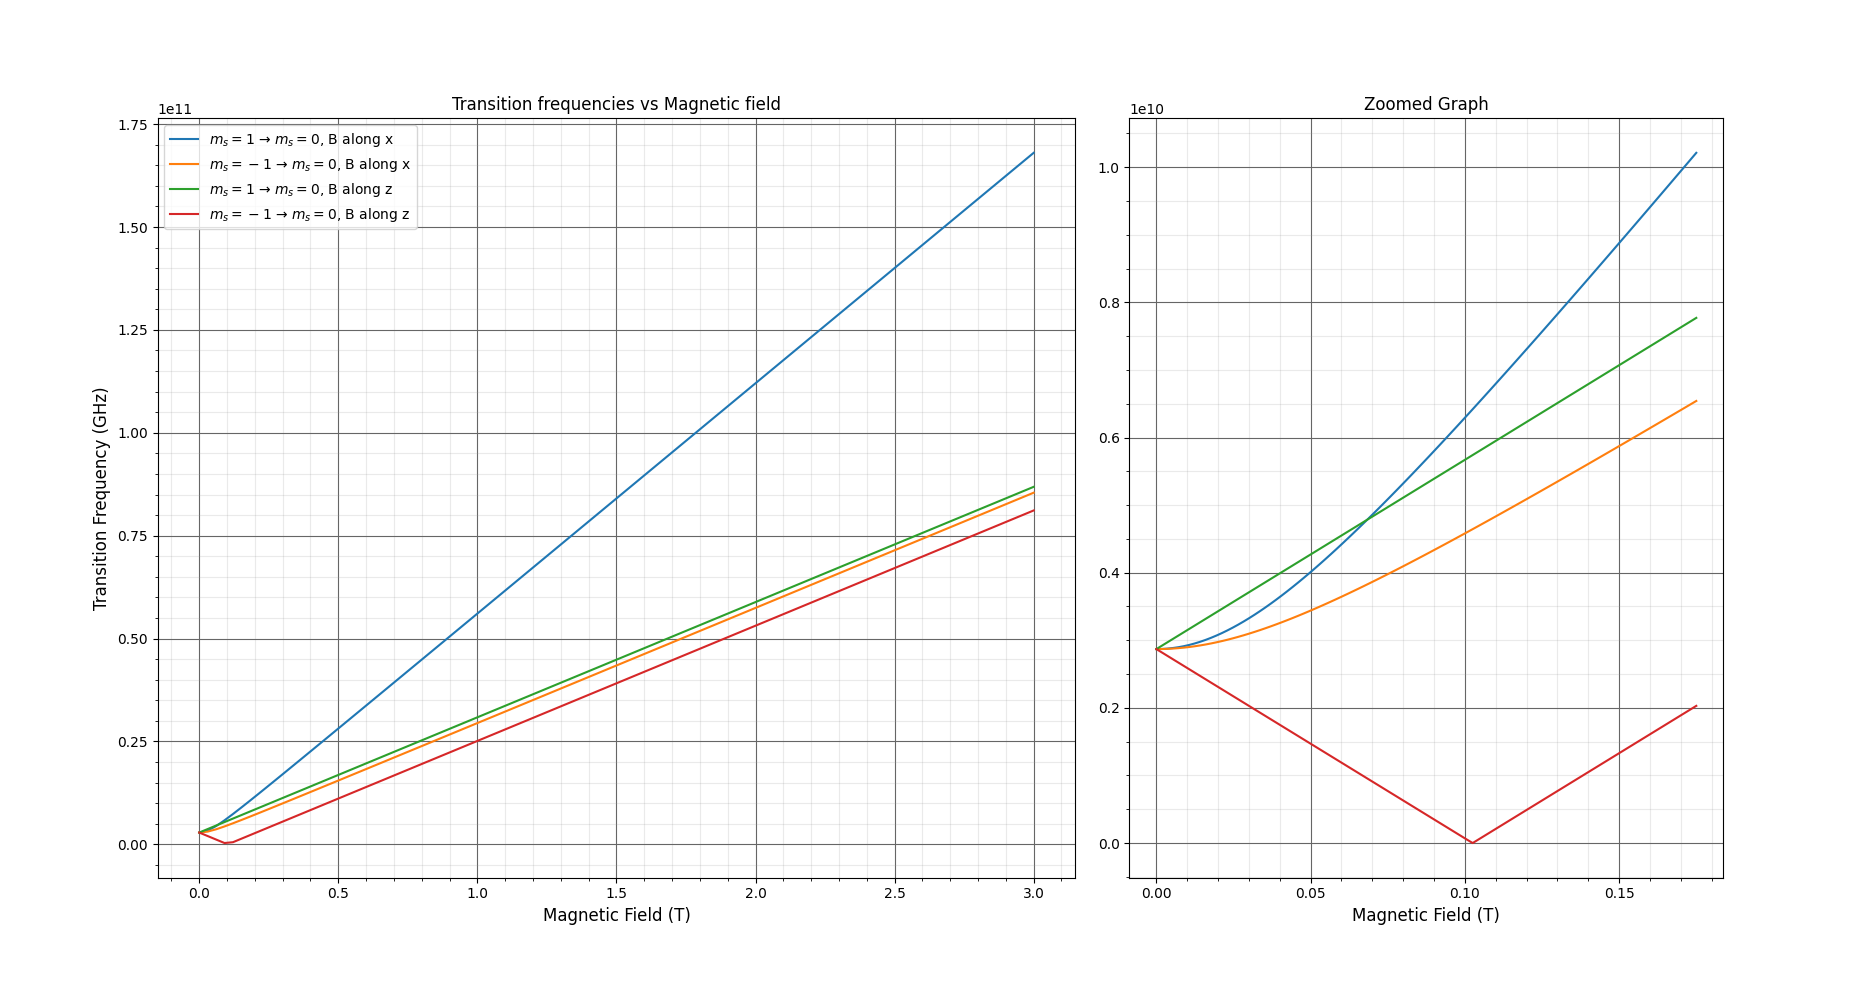 Transition frequencies vs Magnetic field
1e11
1.75
1.50
1.25
1.00
0.75
0.50
0.25
0.00
Transition Frequency (GHz)
m_s = 1 → m_s = 0, B along x
m_s = −1 → m_s = 0, B along x
m_s = 1 → m_s = 0, B along z
m_s = −1 → m_s = 0, B along z
0.0 0.5 1.0 1.5 2.0 2.5 3.0
Magnetic Field (T)
Zoomed Graph
1e10
1.0
0.8
0.6
0.4
0.2
0.0
0.00 0.05 0.10 0.15
Magnetic Field (T)